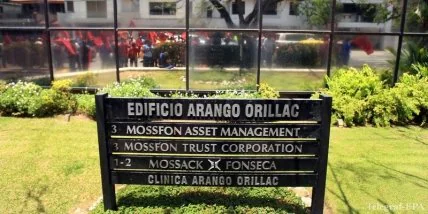 EDIFICIO ARANGO ORILLAC
3 MOSSFON ASSET MANAGEMENT
3 MOSSFON TRUST CORPORATION
1-2 MOSSACK FONSECA
CLINICA ARANGO ORILLAC